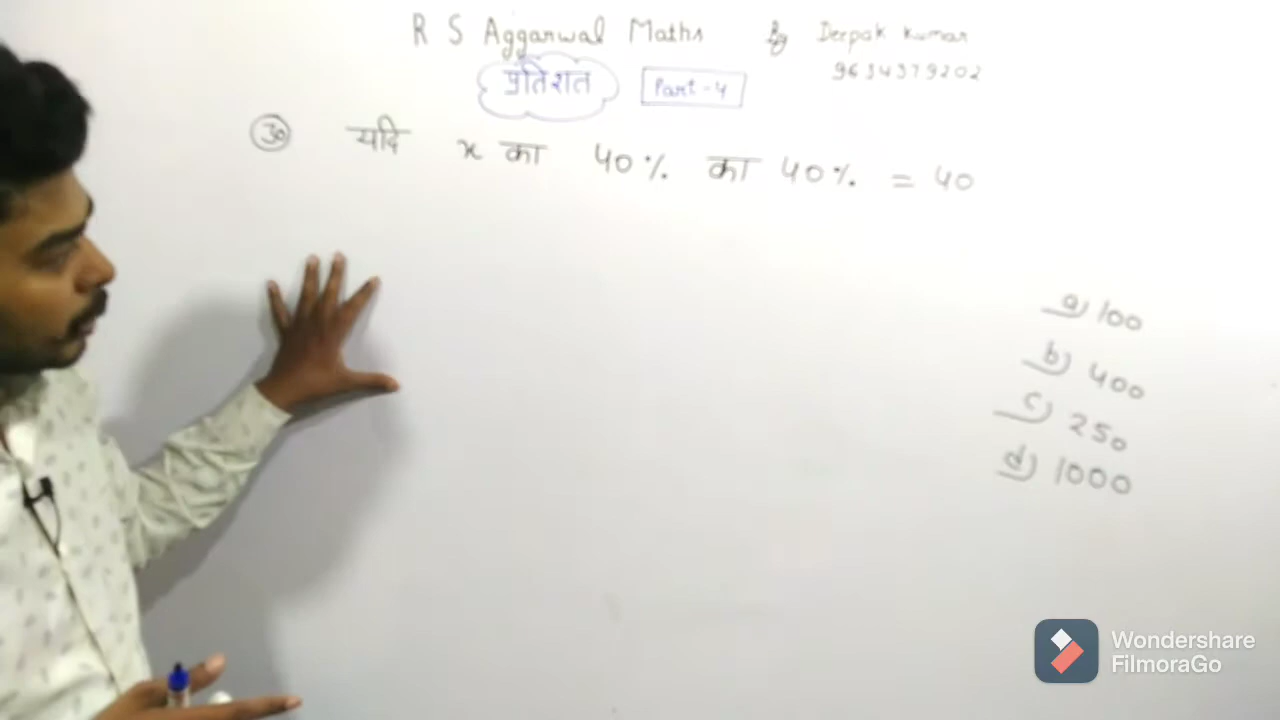 R S Aggarwal Maths By Deepak Kumar
9634379202
प्रतिशत Part-4
30 यदि x का 40% का 40% = 40
a) 100
b) 400
c) 250
d) 1000
Wondershare
FilmoraGo